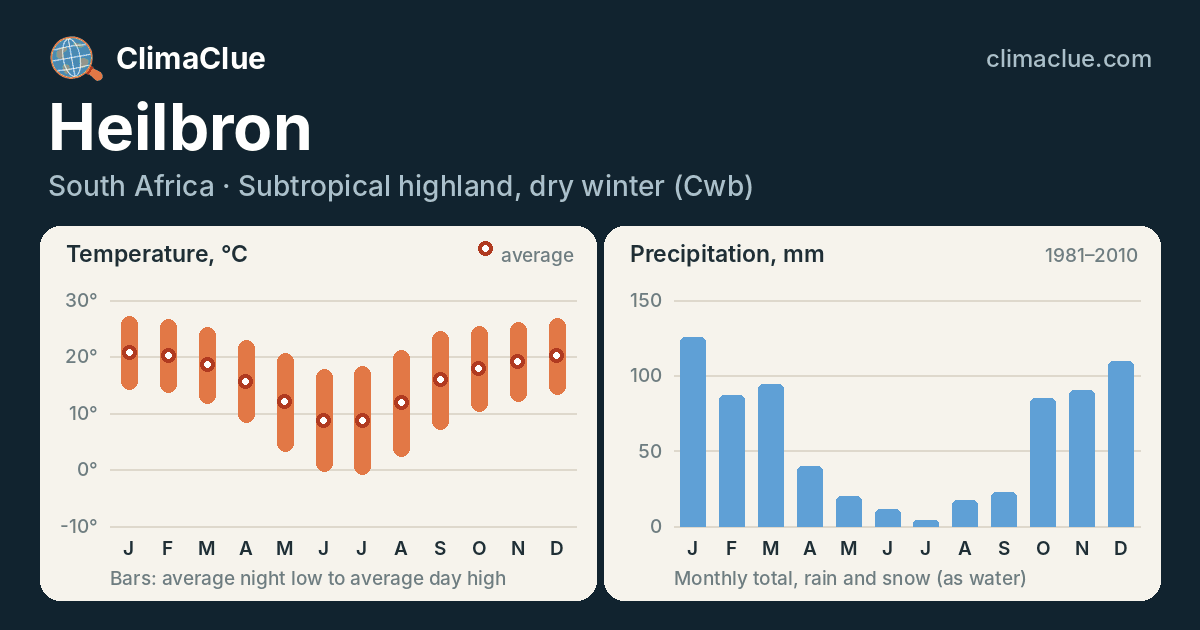 ClimaClue
climaclue.com
Heilbron
South Africa · Subtropical highland, dry winter (Cwb)
Temperature, °C
average
30°
20°
10°
0°
-10°
J F M A M J J A S O N D
Bars: average night low to average day high
Precipitation, mm
1981–2010
150
100
50
0
J F M A M J J A S O N D
Monthly total, rain and snow (as water)